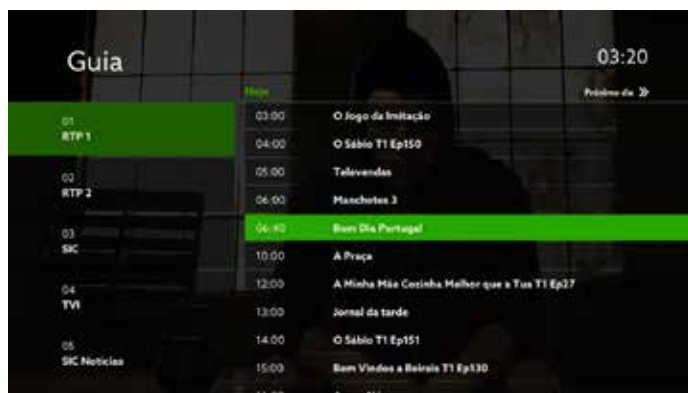 Guia
03:20
Hoje
Próximo dia »
01
RTP 1
02
RTP 2
03
SIC
04
TVI
05
SIC Notícias
03:00 O Jogo da Imitação
04:00 O Sábio T1 Ep150
05:00 Televendas
06:00 Manchetes 3
06:40 Bom Dia Portugal
10:00 A Praça
12:00 A Minha Mãe Cozinha Melhor que a Tua T1 Ep27
13:00 Jornal da tarde
14:00 O Sábio T1 Ep151
15:00 Bem Vindos a Beirais T1 Ep130